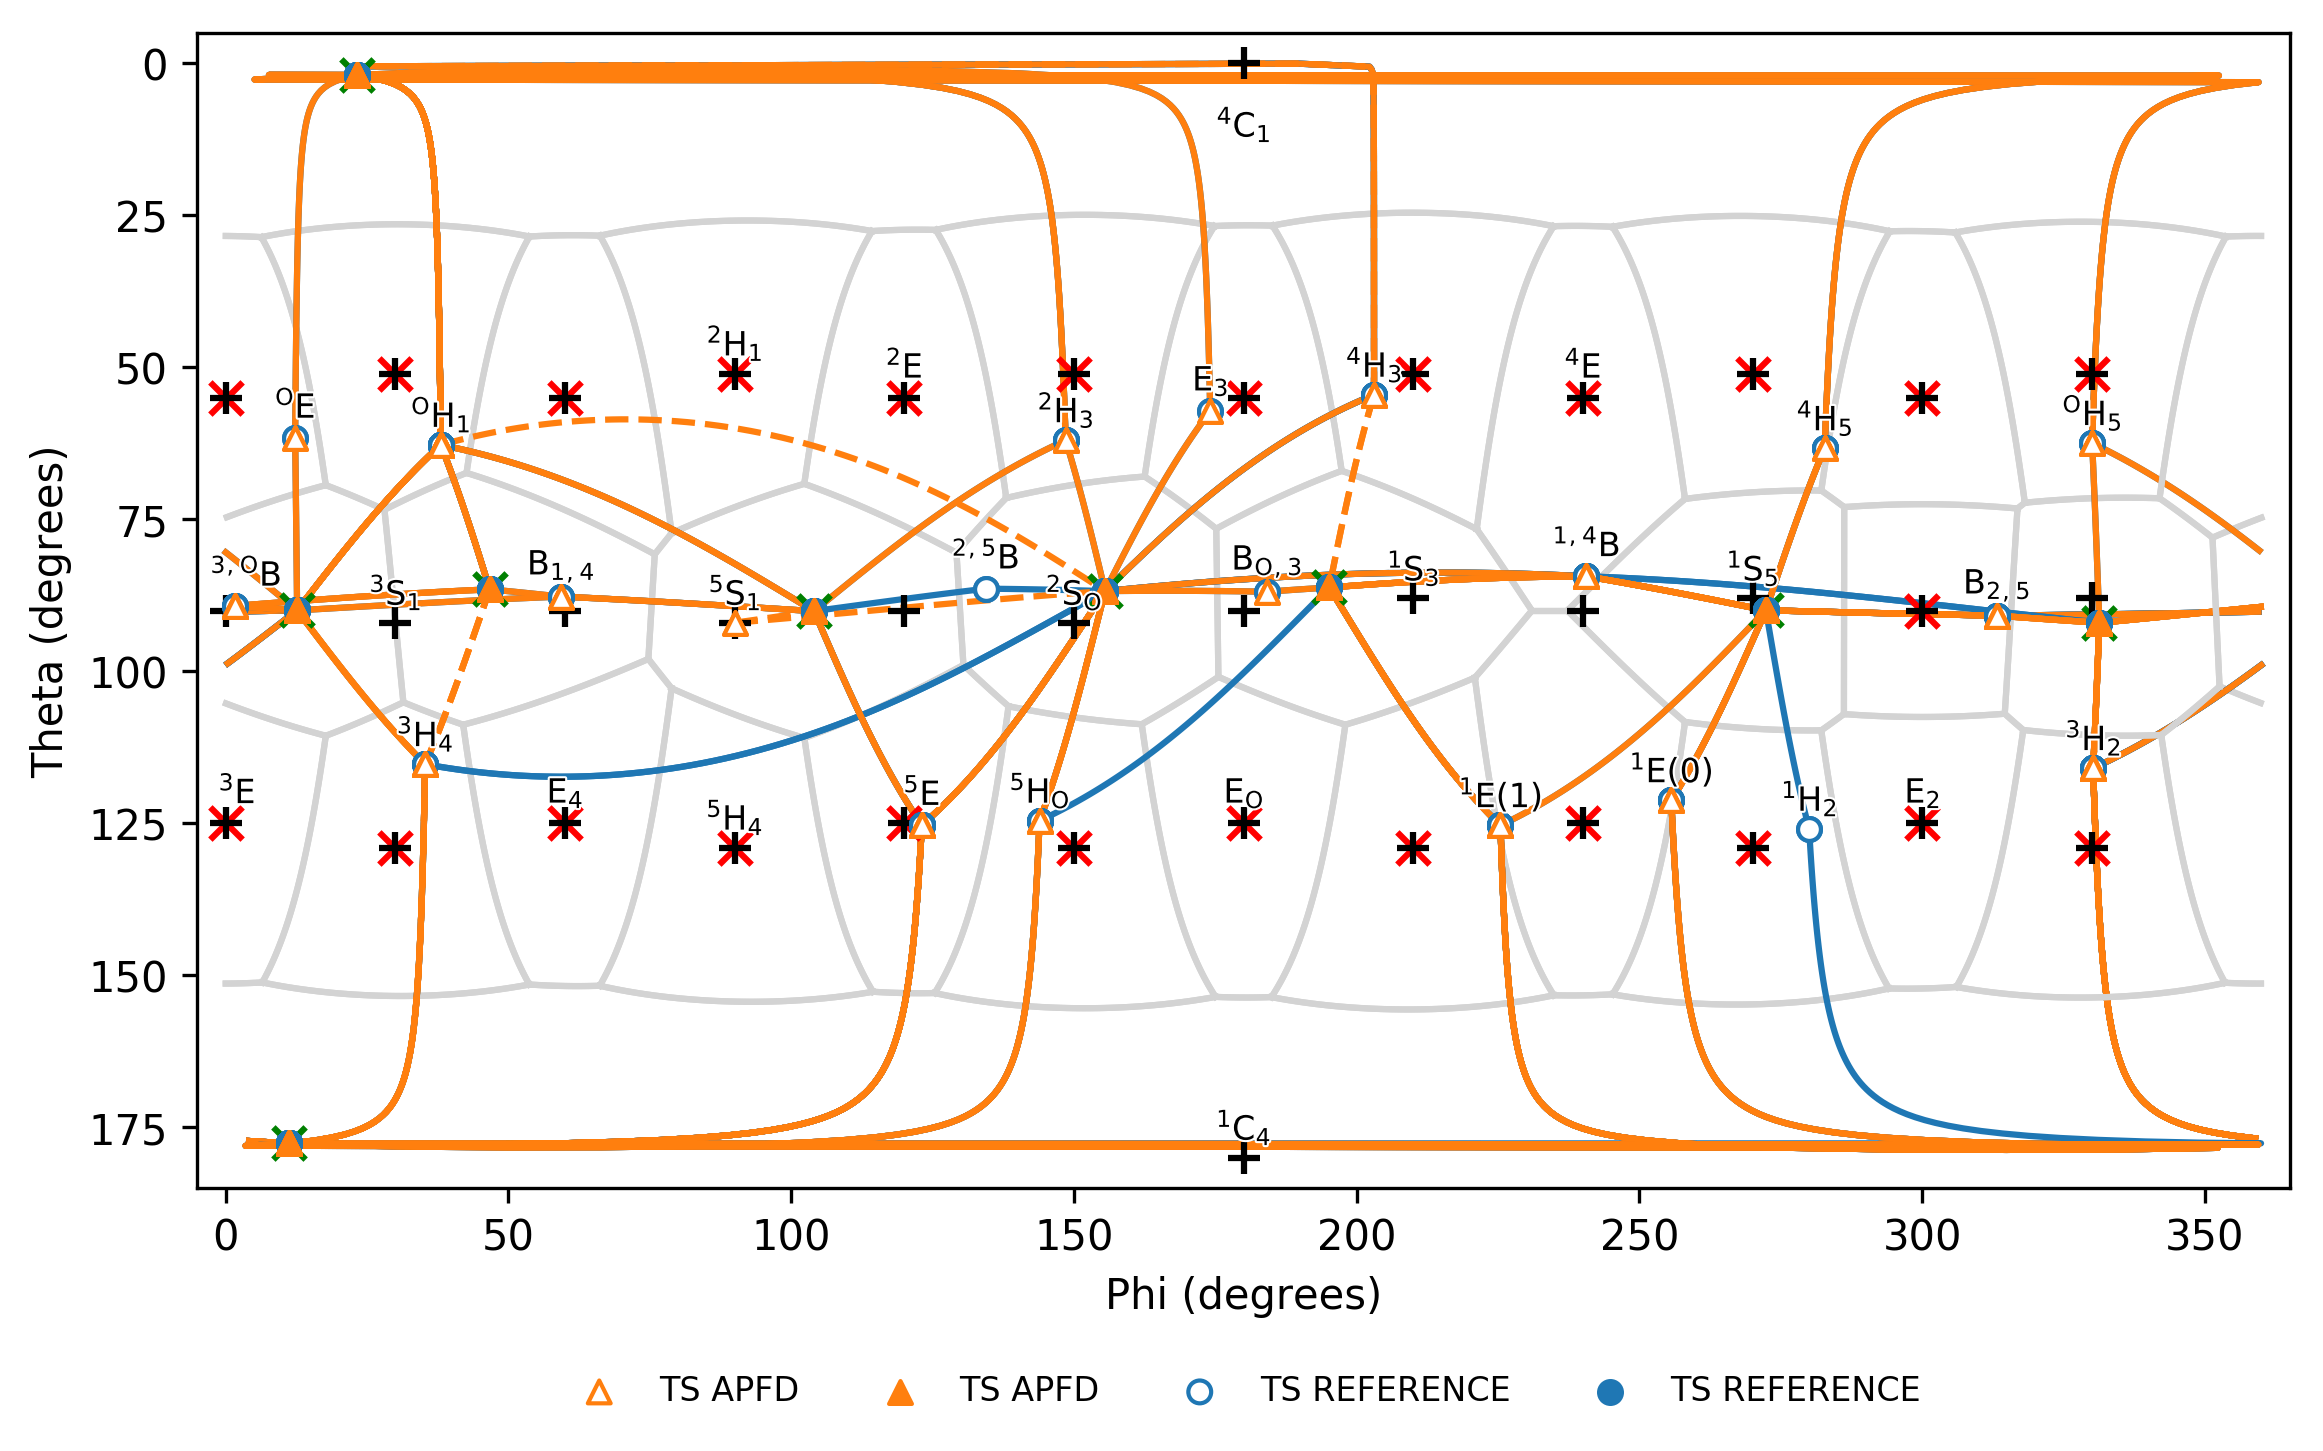 0
⁴C₁
25
²H₁
²E
⁴H₃
⁴E
50
ᴼE
ᴼH₁
²H₃
E₃
⁴H₅
ᴼH₅
75
³,ᴼB
³S₁
B₁,₄
⁵S₁
²,⁵B
²Sₒ
Bₒ,₃
¹S₃
¹,⁴B
¹S₅
B₂,₅
100
³H₄
³H₂
³E
E₄
⁵H₄
⁵E
⁵Hₒ
Eₒ
¹E(1)
¹E(0)
¹H₂
E₂
125
150
175
¹C₄
Theta (degrees)
0 50 100 150 200 250 300 350
Phi (degrees)
TS APFD TS APFD TS REFERENCE TS REFERENCE